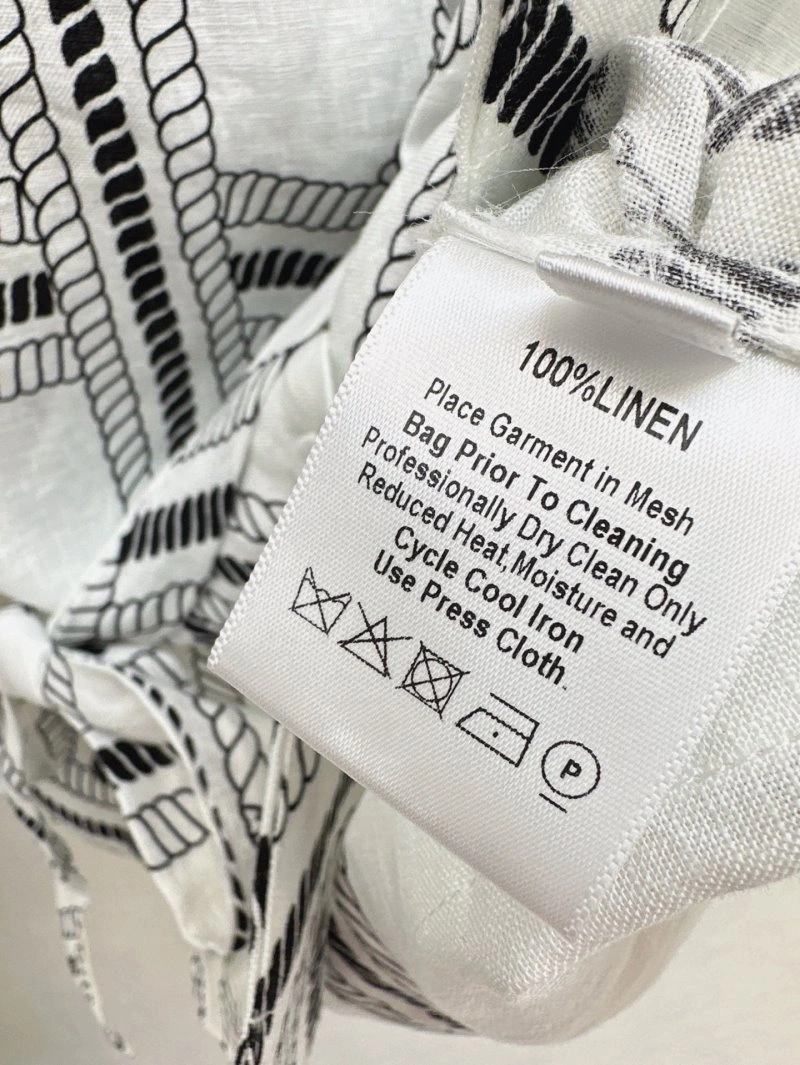 100%LINEN
Place Garment in Mesh
Bag Prior To Cleaning
Professionally Dry Clean Only
Reduced Heat,Moisture and
Cycle Cool Iron
Use Press Cloth.
P